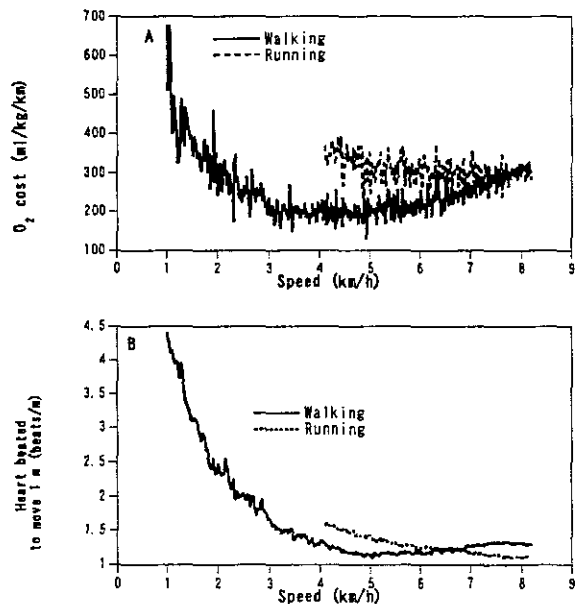 A
Walking
Running
O2 cost (ml/kg/km)
700
600
500
400
300
200
100
0 1 2 3 4 5 6 7 8 9
Speed (km/h)
B
Walking
Running
Heart beated
to move 1 m (beats/m)
4.5
4
3.5
3
2.5
2
1.5
1
0 1 2 3 4 5 6 7 8 9
Speed (km/h)